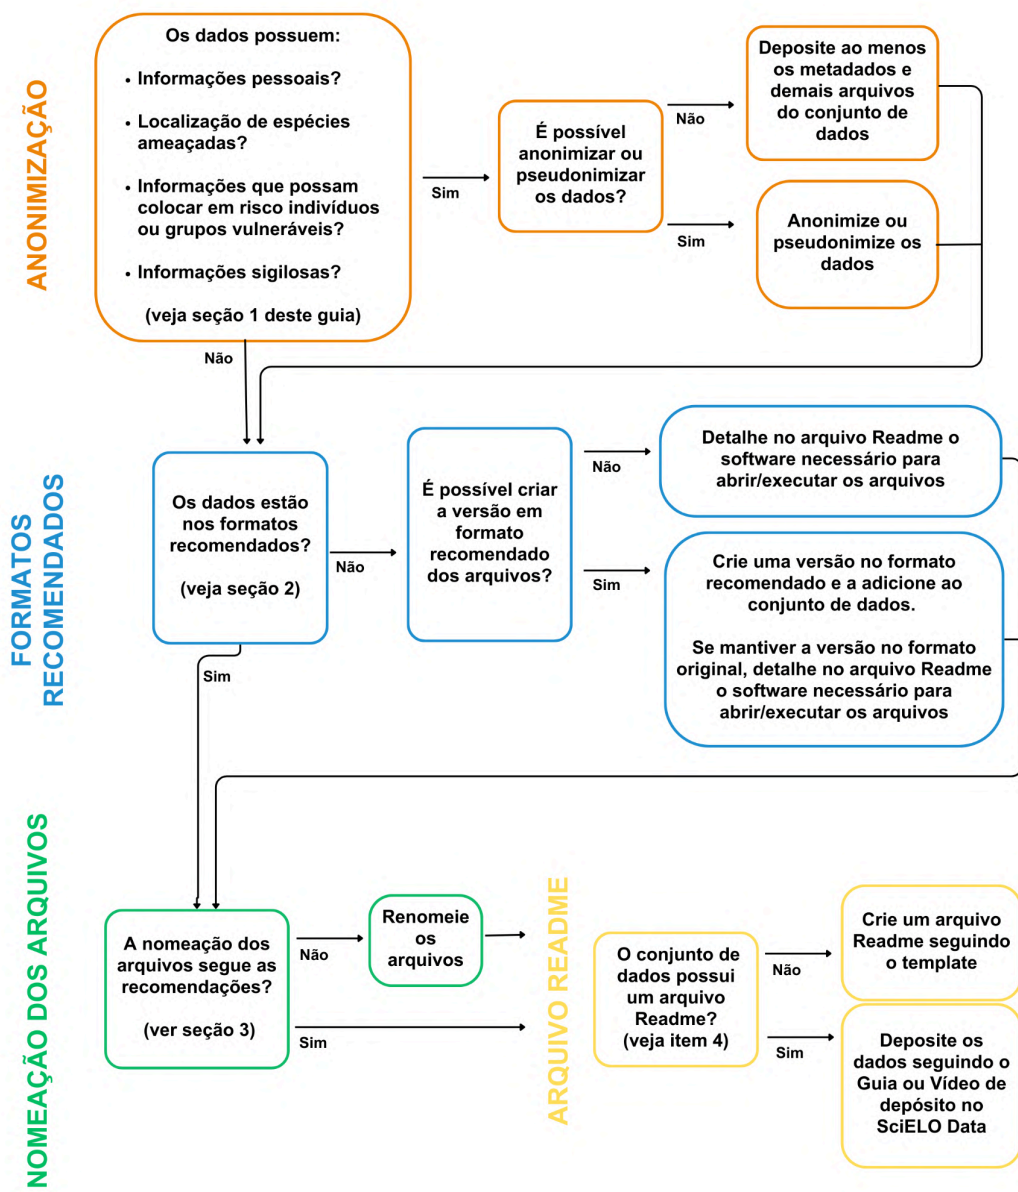 ANONIMIZAÇÃO
Os dados possuem:
• Informações pessoais?
• Localização de espécies
ameaçadas?
• Informações que possam
colocar em risco indivíduos
ou grupos vulneráveis?
• Informações sigilosas?
(veja seção 1 deste guia)
Sim
Não
É possível
anonimizar ou
pseudonimizar
os dados?
Não
Sim
Deposite ao menos
os metadados e
demais arquivos
do conjunto de
dados
Anonimize ou
pseudonimize os
dados
FORMATOS
RECOMENDADOS
Os dados estão
nos formatos
recomendados?
(veja seção 2)
Não
Sim
É possível criar
a versão em
formato
recomendado
dos arquivos?
Não
Sim
Detalhe no arquivo Readme o
software necessário para
abrir/executar os arquivos
Crie uma versão no formato
recomendado e a adicione ao
conjunto de dados.
Se mantiver a versão no formato
original, detalhe no arquivo Readme
o software necessário para
abrir/executar os arquivos
NOMEAÇÃO DOS ARQUIVOS
A nomeação dos
arquivos segue as
recomendações?
(ver seção 3)
Não
Sim
Renomeie
os
arquivos
ARQUIVO README
O conjunto de
dados possui
um arquivo
Readme?
(veja item 4)
Não
Sim
Crie um arquivo
Readme seguindo
o template
Deposite os
dados seguindo o
Guia ou Vídeo de
depósito no
SciELO Data